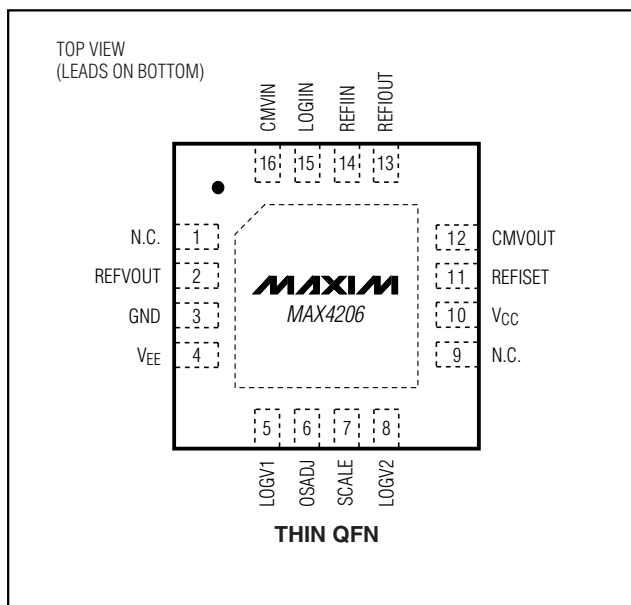 TOP VIEW
(LEADS ON BOTTOM)
CMVIN
LOGIIN
REFIIN
REFIOUT
16 15 14 13
N.C. 1
REFVOUT 2
GND 3
VEE 4
12 CMVOUT
11 REFISET
10 VCC
9 N.C.
MAXIM
MAX4206
5 6 7 8
LOGV1
OSADJ
SCALE
LOGV2
THIN QFN